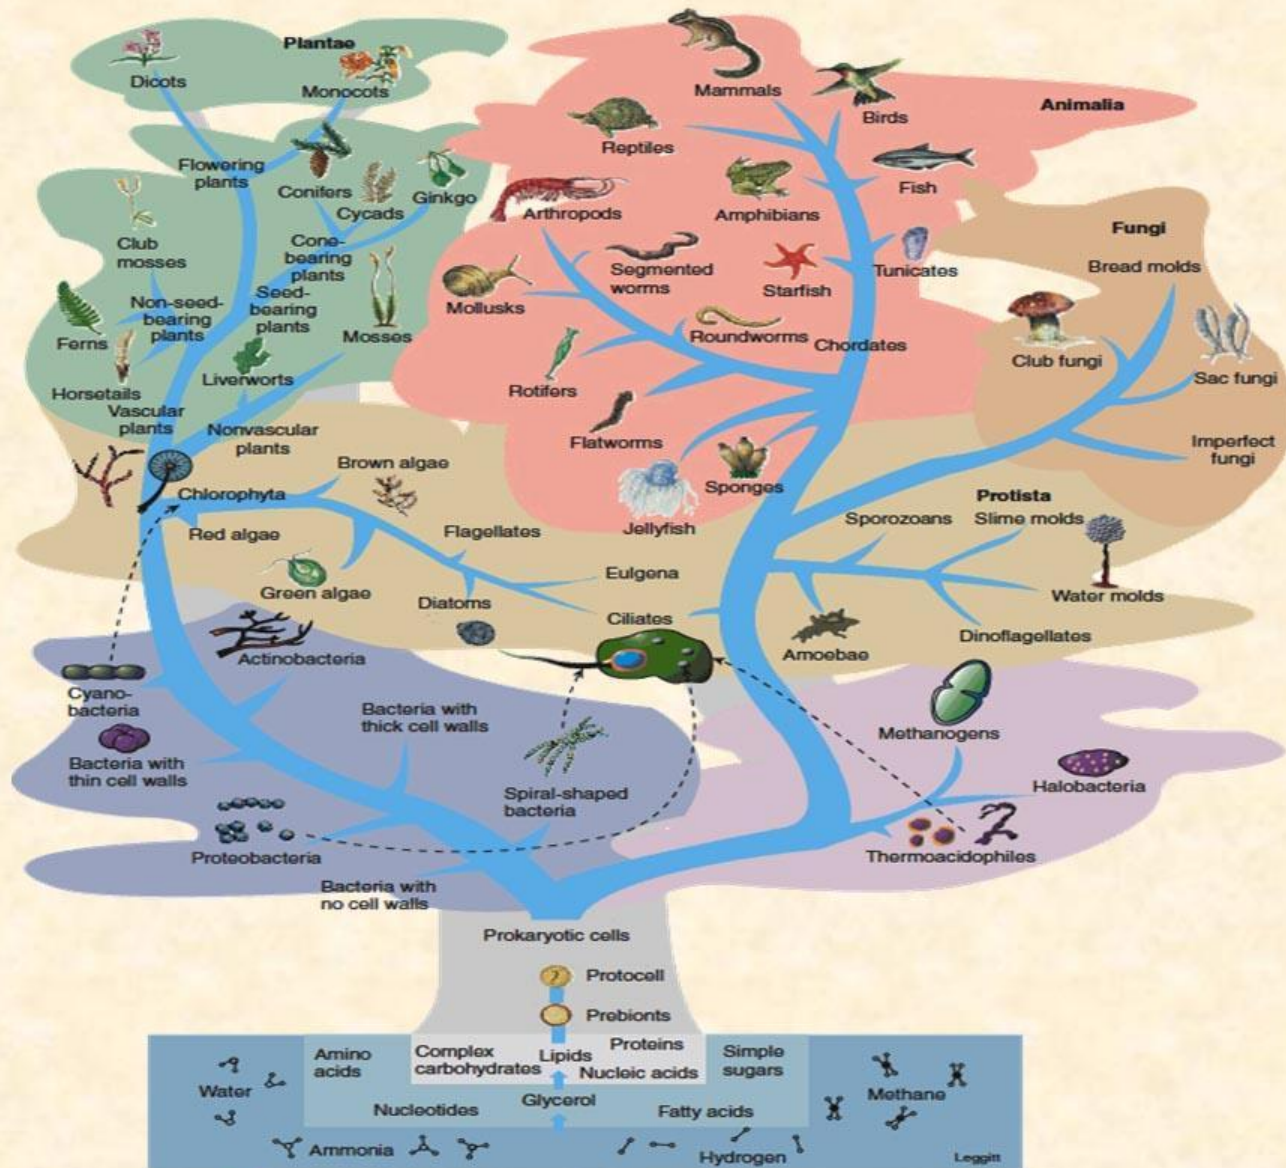 Plantae
Dicots
Monocots
Flowering
plants
Conifers
Cycads
Ginkgo
Club
mosses
Cone-
bearing
plants
Non-seed-
bearing
plants
Seed-
bearing
plants
Mosses
Ferns
Horsetails
Liverworts
Vascular
plants
Nonvascular
plants
Animalia
Mammals
Birds
Reptiles
Fish
Amphibians
Arthropods
Segmented
worms
Starfish
Tunicates
Mollusks
Roundworms
Chordates
Rotifers
Flatworms
Sponges
Jellyfish
Fungi
Bread molds
Club fungi
Sac fungi
Imperfect
fungi
Protista
Brown algae
Chlorophyta
Red algae
Flagellates
Green algae
Eulgena
Diatoms
Ciliates
Sporozoans
Slime molds
Water molds
Dinoflagellates
Amoebae
Actinobacteria
Cyano-
bacteria
Bacteria with
thick cell walls
Bacteria with
thin cell walls
Spiral-shaped
bacteria
Proteobacteria
Bacteria with
no cell walls
Methanogens
Halobacteria
Thermoacidophiles
Prokaryotic cells
Protocell
Prebionts
Amino
acids
Complex
carbohydrates
Lipids
Proteins
Nucleic acids
Simple
sugars
Water
Methane
Nucleotides
Glycerol
Fatty acids
Ammonia
Hydrogen
Leggitt